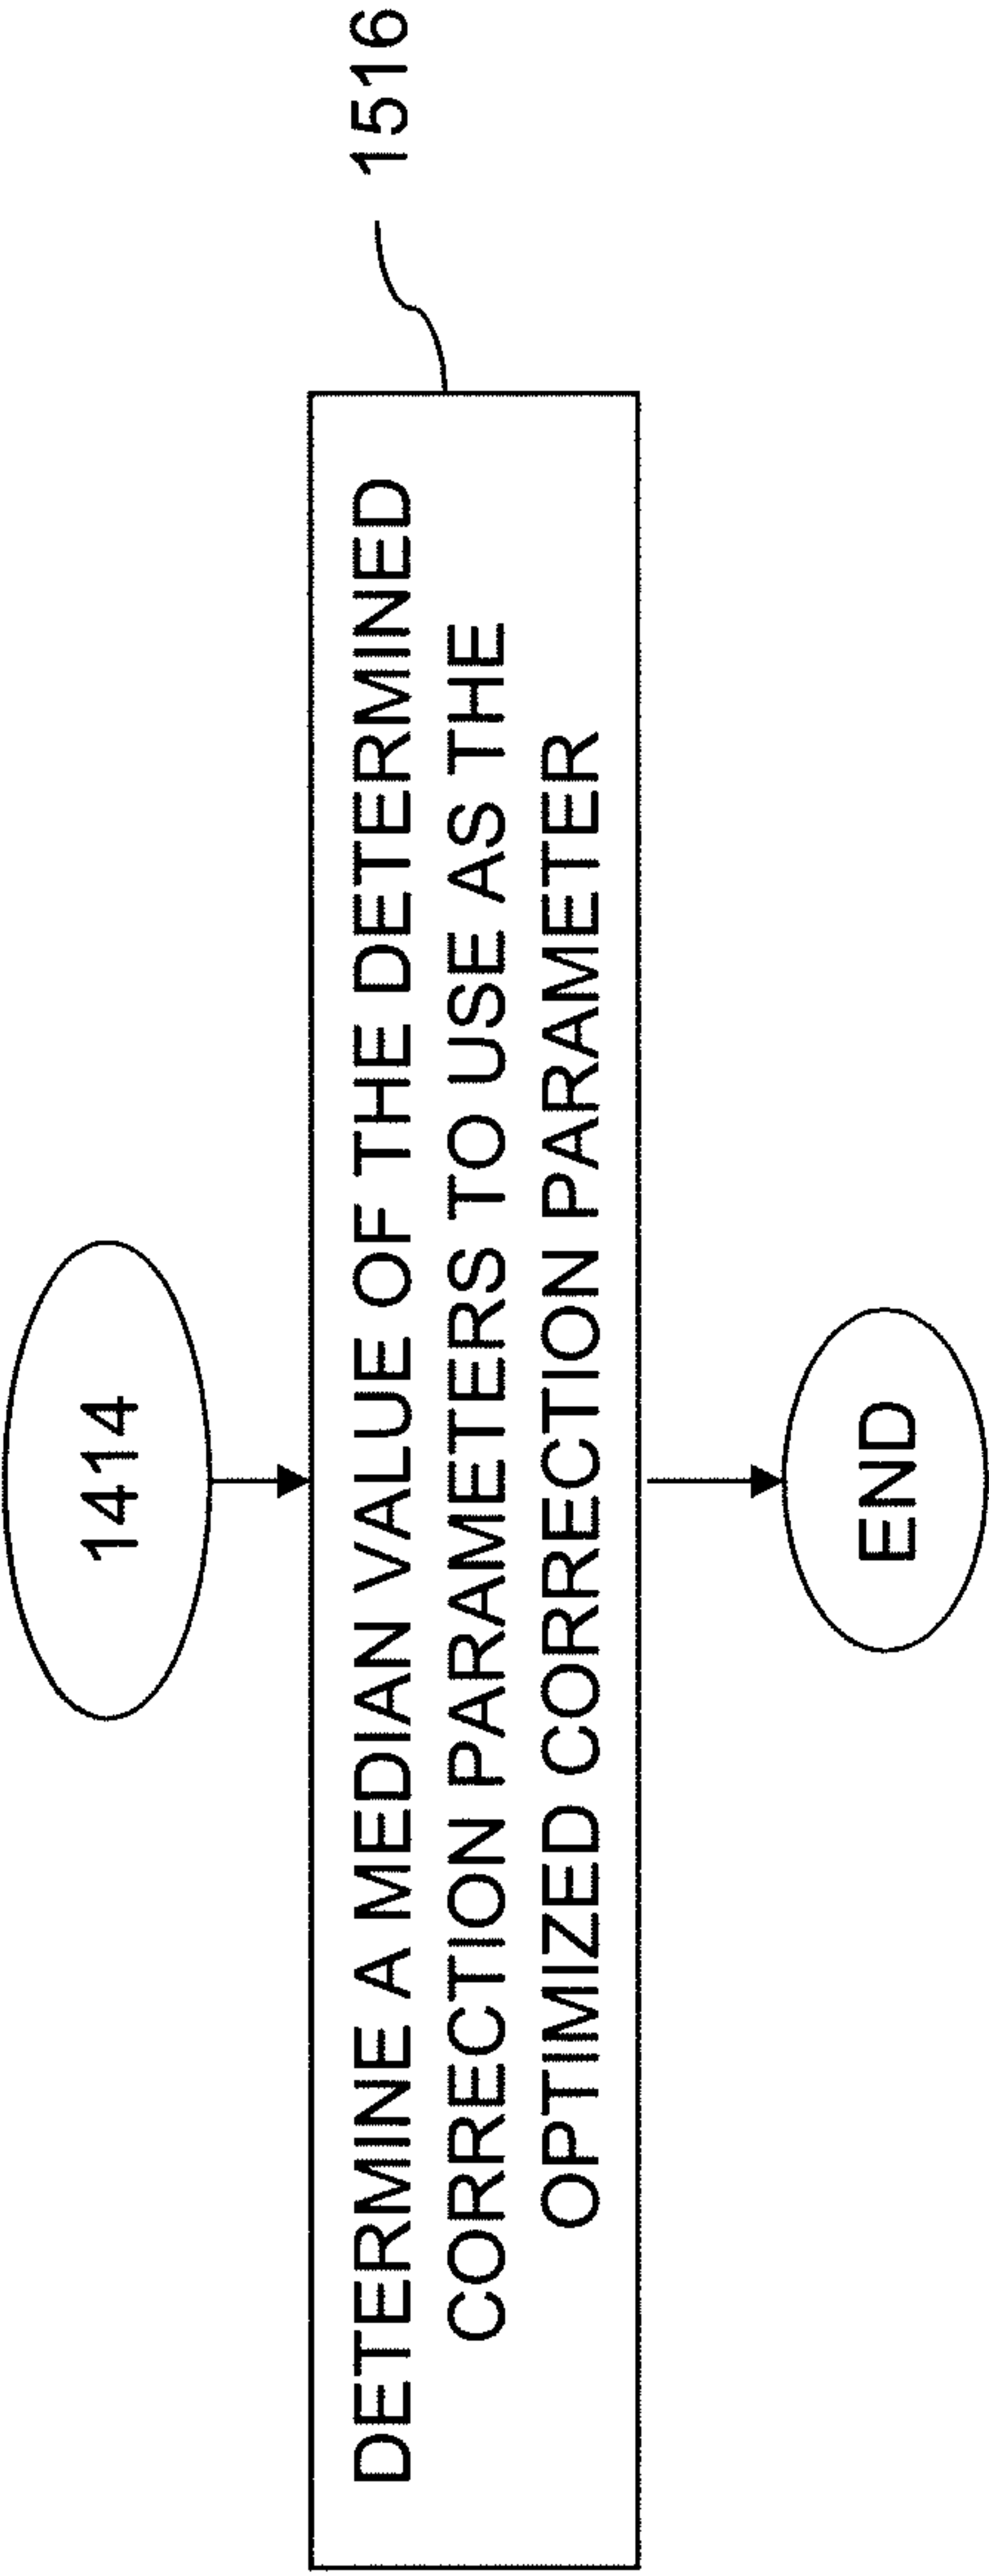 1414
DETERMINE A MEDIAN VALUE OF THE DETERMINED
CORRECTION PARAMETERS TO USE AS THE
OPTIMIZED CORRECTION PARAMETER
1516
END